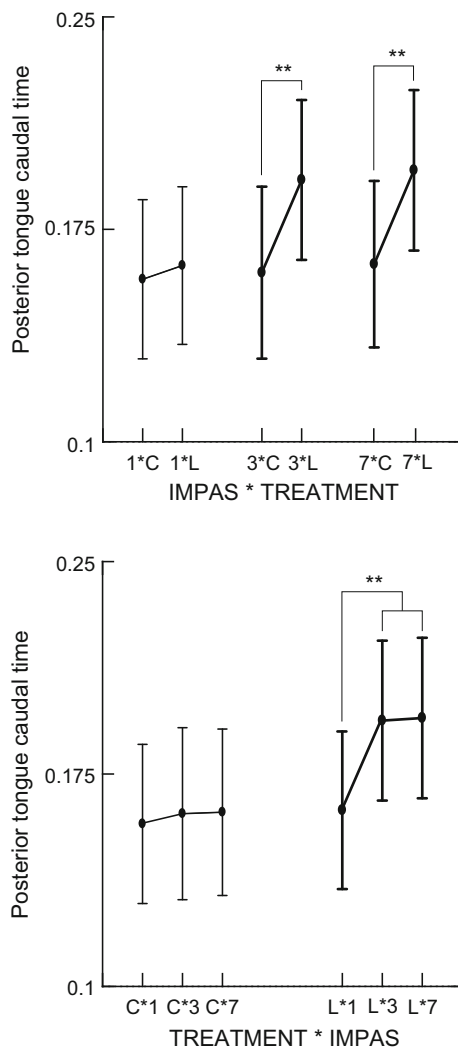 0.25
**
**
Posterior tongue caudal time
0.175
0.1
1*C 1*L 3*C 3*L 7*C 7*L
IMPAS * TREATMENT
0.25
**
Posterior tongue caudal time
0.175
0.1
C*1 C*3 C*7 L*1 L*3 L*7
TREATMENT * IMPAS